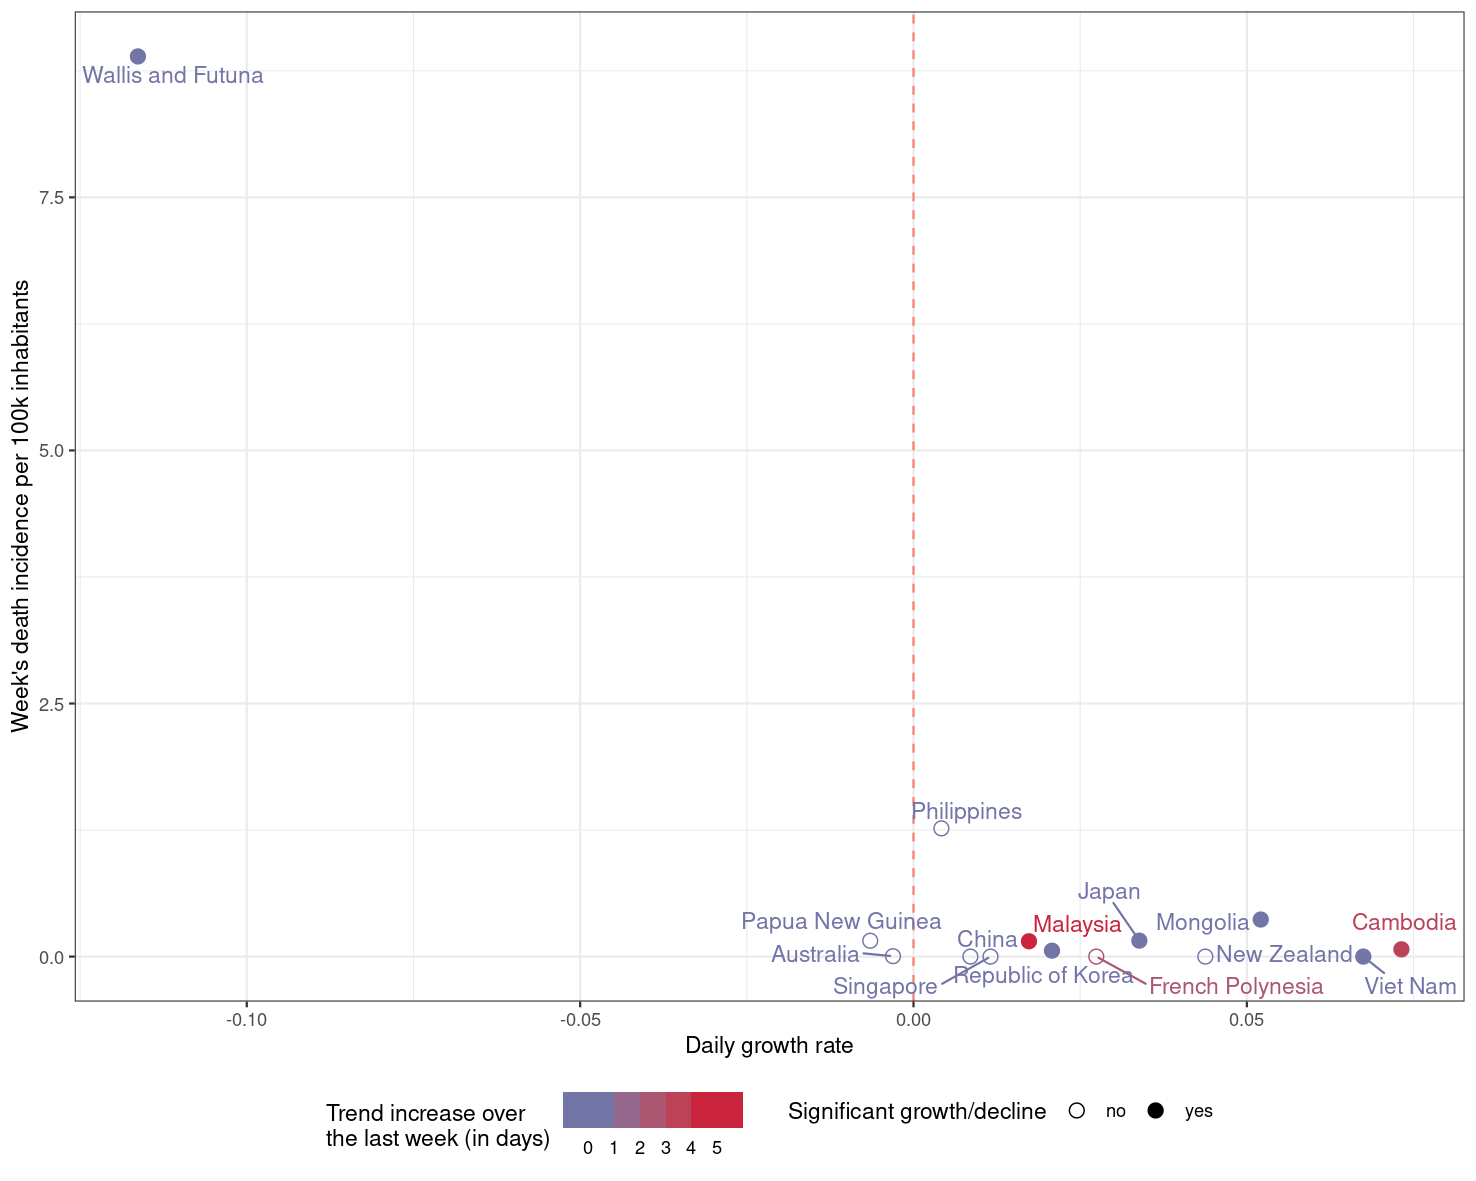 Wallis and Futuna
7.5
5.0
2.5
0.0
Week's death incidence per 100k inhabitants
Philippines
Japan
Papua New Guinea
Malaysia
Mongolia
Cambodia
China
Australia
New Zealand
Republic of Korea
Singapore
French Polynesia
Viet Nam
-0.10
-0.05
0.00
0.05
Daily growth rate
Trend increase over
the last week (in days)
0 1 2 3 4 5
Significant growth/decline
no
yes